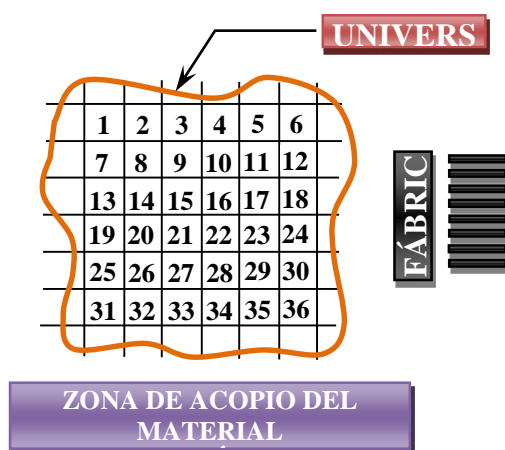 UNIVERS
1 2 3 4 5 6
7 8 9 10 11 12
13 14 15 16 17 18
19 20 21 22 23 24
25 26 27 28 29 30
31 32 33 34 35 36
FÁBRIC
ZONA DE ACOPIO DEL
MATERIAL